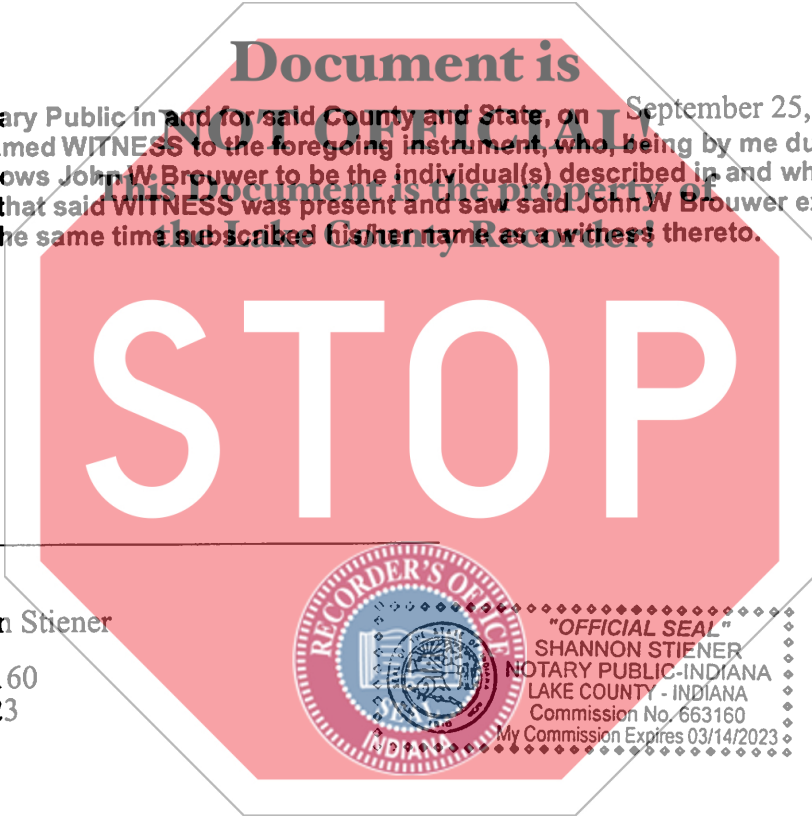 Document is
ary Public in and for said County and State, on September 25,
NOT OFFICIAL!
med WITNESS to the foregoing instrument, who, being by me du
ows John W Brouwer to be the individual(s) described in and wh
This Document is the property of
that said WITNESS was present and saw said John W Brouwer e
the Lake County Recorder!
he same time subscribed his/her name as a witness thereto.
STOP
RECORDER'S OFFICE
SEAL
INDIANA
n Stiener
160
23
"OFFICIAL SEAL"
SHANNON STIENER
NOTARY PUBLIC-INDIANA
LAKE COUNTY - INDIANA
Commission No. 663160
My Commission Expires 03/14/2023